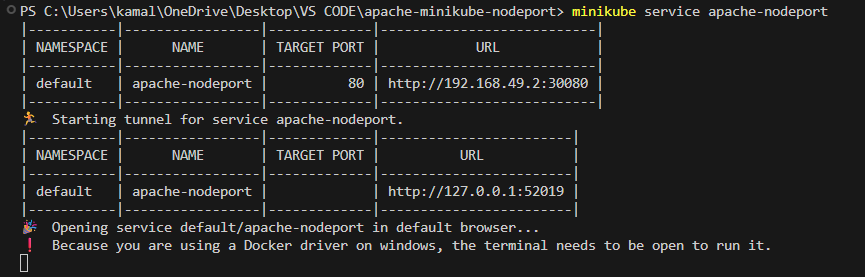 PS C:\Users\kamal\OneDrive\Desktop\VS CODE\apache-minikube-nodeport> minikube service apache-nodeport
|-----------|-----------------|-------------|---------------------------|
| NAMESPACE |      NAME       | TARGET PORT |            URL            |
|-----------|-----------------|-------------|---------------------------|
| default   | apache-nodeport |          80 | http://192.168.49.2:30080 |
|-----------|-----------------|-------------|---------------------------|
🏃  Starting tunnel for service apache-nodeport.
|-----------|-----------------|-------------|------------------------|
| NAMESPACE |      NAME       | TARGET PORT |          URL           |
|-----------|-----------------|-------------|------------------------|
| default   | apache-nodeport |             | http://127.0.0.1:52019 |
|-----------|-----------------|-------------|------------------------|
🎉  Opening service default/apache-nodeport in default browser...
❗  Because you are using a Docker driver on windows, the terminal needs to be open to run it.